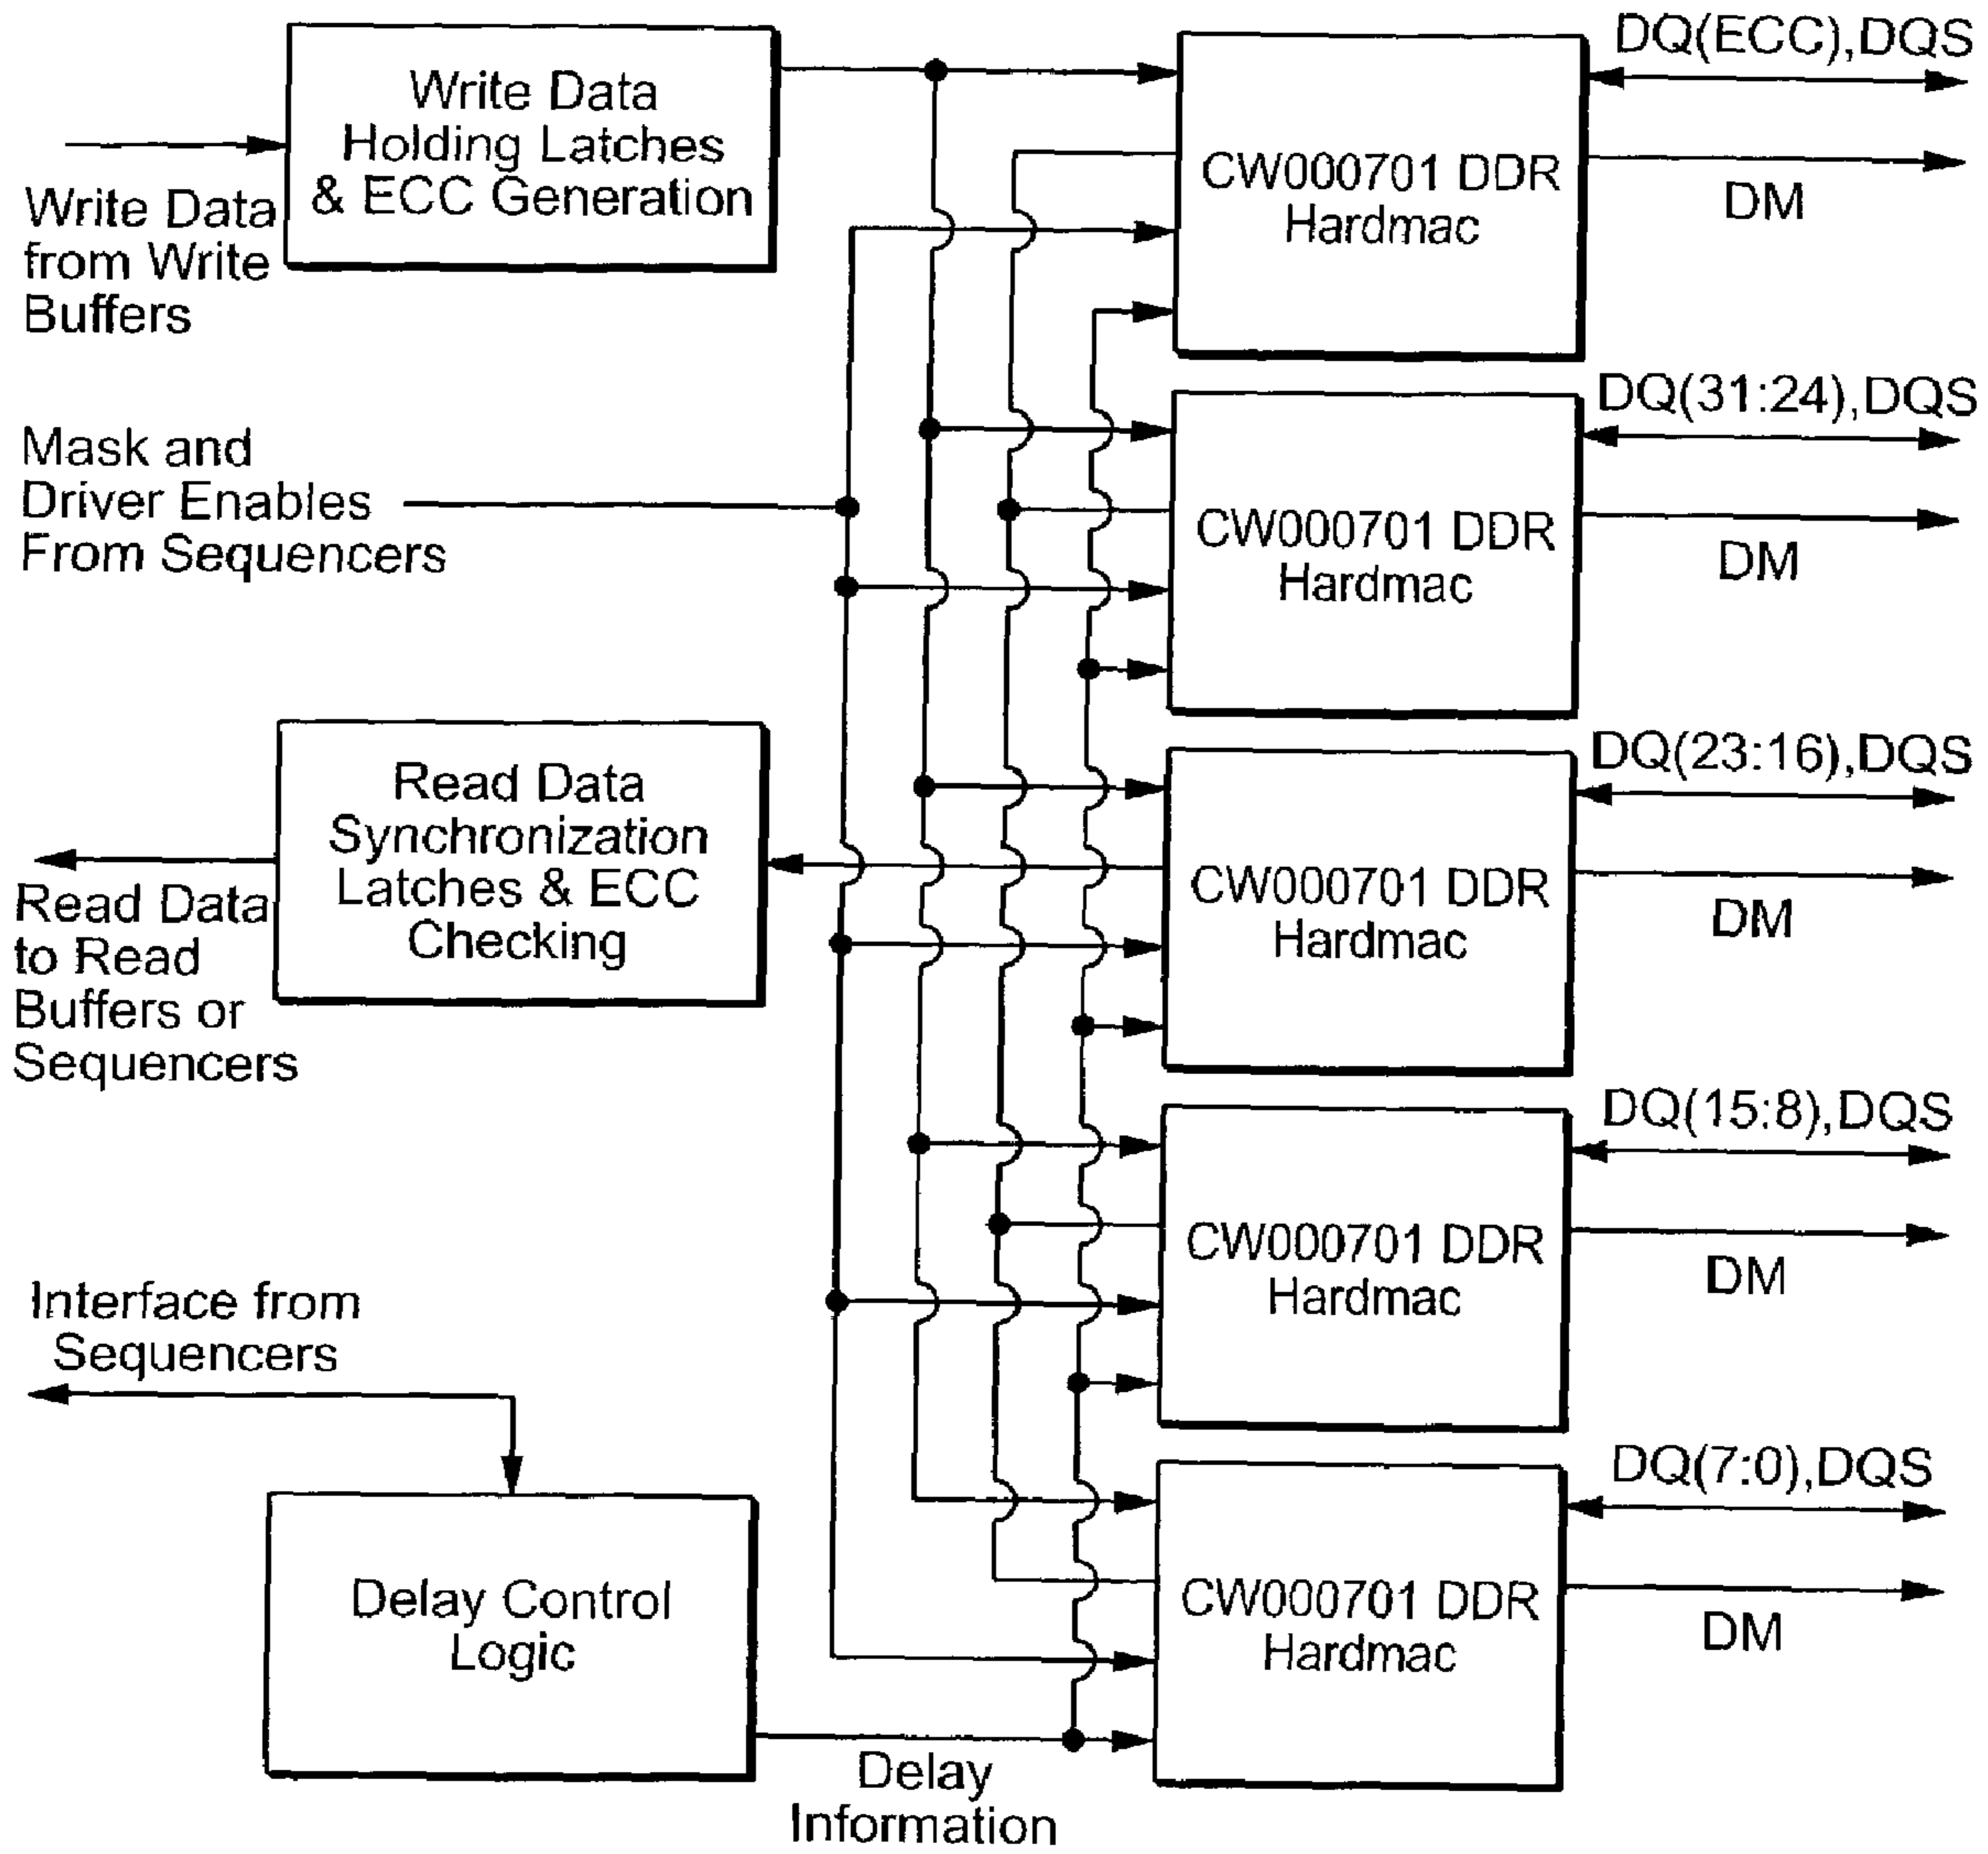 Write Data
Holding Latches
& ECC Generation
Write Data
from Write
Buffers
Mask and
Driver Enables
From Sequencers
Read Data
Synchronization
Latches & ECC
Checking
Read Data
to Read
Buffers or
Sequencers
Interface from
Sequencers
Delay Control
Logic
Delay
Information
CW000701 DDR
Hardmac
DQ(ECC),DQS
DM
CW000701 DDR
Hardmac
DQ(31:24),DQS
DM
CW000701 DDR
Hardmac
DQ(23:16),DQS
DM
CW000701 DDR
Hardmac
DQ(15:8),DQS
DM
CW000701 DDR
Hardmac
DQ(7:0),DQS
DM